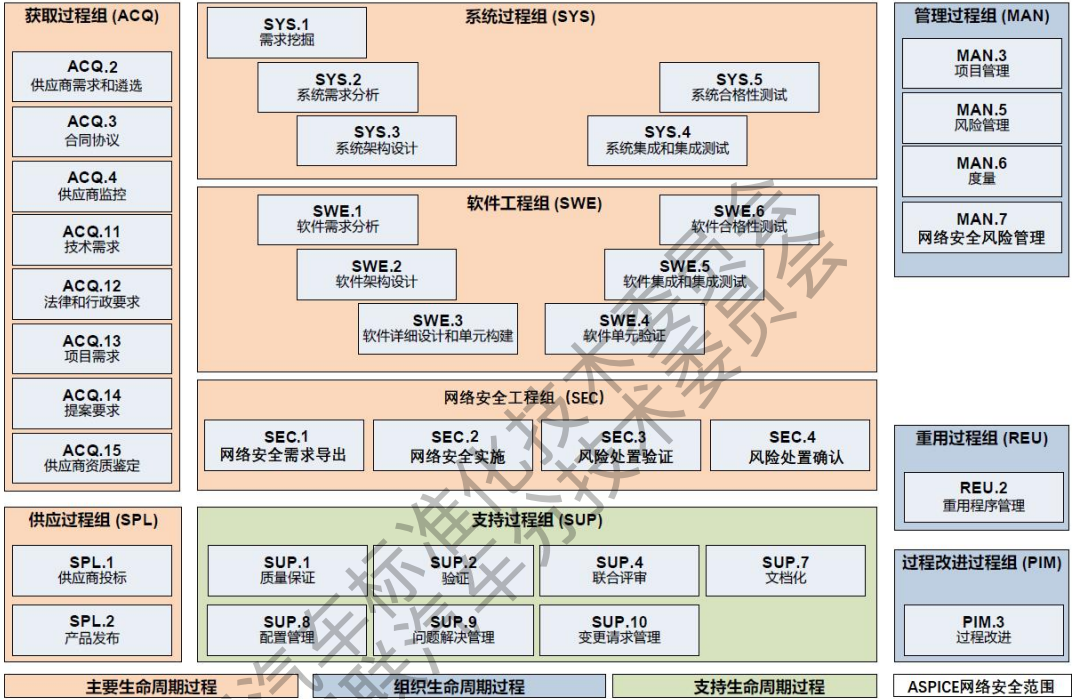 获取过程组 (ACQ)
ACQ.2
供应商需求和遴选
ACQ.3
合同协议
ACQ.4
供应商监控
ACQ.11
技术需求
ACQ.12
法律和行政要求
ACQ.13
项目需求
ACQ.14
提案要求
ACQ.15
供应商资质鉴定
系统过程组 (SYS)
SYS.1
需求挖掘
SYS.2
系统需求分析
SYS.5
系统合格性测试
SYS.3
系统架构设计
SYS.4
系统集成和集成测试
软件工程组 (SWE)
SWE.1
软件需求分析
SWE.6
软件合格性测试
SWE.2
软件架构设计
SWE.5
软件集成和集成测试
SWE.3
软件详细设计和单元构建
SWE.4
软件单元验证
网络安全工程组（SEC）
SEC.1
网络安全需求导出
SEC.2
网络安全实施
SEC.3
风险处置验证
SEC.4
风险处置确认
管理过程组 (MAN)
MAN.3
项目管理
MAN.5
风险管理
MAN.6
度量
MAN.7
网络安全风险管理
重用过程组 (REU)
REU.2
重用程序管理
供应过程组 (SPL)
SPL.1
供应商投标
SPL.2
产品发布
支持过程组 (SUP)
SUP.1
质量保证
SUP.2
验证
SUP.4
联合评审
SUP.7
文档化
SUP.8
配置管理
SUP.9
问题解决管理
SUP.10
变更请求管理
过程改进过程组 (PIM)
PIM.3
过程改进
主要生命周期过程
组织生命周期过程
支持生命周期过程
ASPICE网络安全范围
汽车标准化技术委员会
联汽车分技术委员会